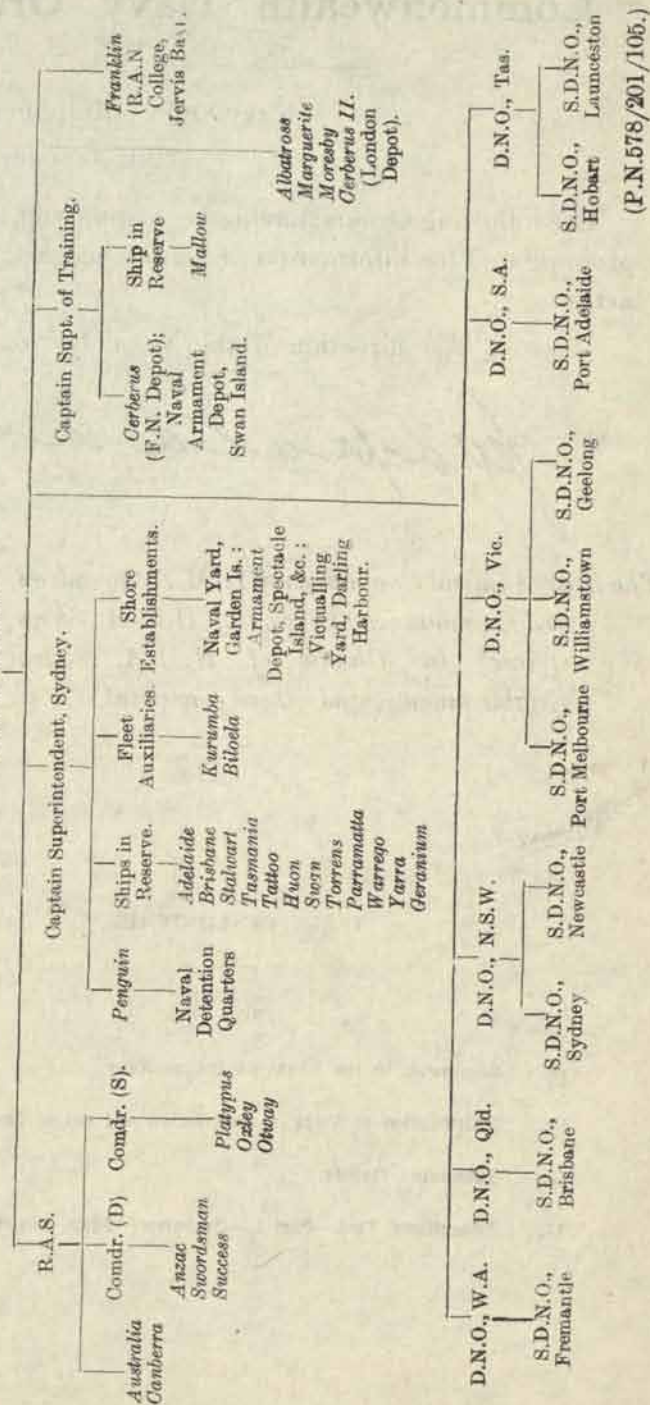 R.A.S.
Captain Superintendent, Sydney.
Captain Supt. of Training.
Australia
Canberra
Comdr. (D)
Anzac
Swordsman
Success
Comdr. (S).
Platypus
Oxley
Otway
Penguin
Naval
Detention
Quarters
Ships in
Reserve.
Adelaide
Brisbane
Stalwart
Tasmania
Tattoo
Huon
Swan
Torrens
Parramatta
Warrego
Yarra
Geranium
Fleet
Auxiliaries.
Kurumba
Biloela
Shore
Establishments.
Naval Yard,
Garden Is. ;
Armament
Depot, Spectacle
Island, &c. ;
Victualling
Yard, Darling
Harbour.
Cerberus
(F.N. Depot);
Naval
Armament
Depot,
Swan Island.
Ship in
Reserve
Mallow
Franklin
(R.A.N
College,
Jervis Bay).
Albatross
Marguerite
Moresby
Cerberus II.
(London
Depot).
D.N.O., W.A.
S.D.N.O.,
Fremantle
D.N.O., Qld.
S.D.N.O.,
Brisbane
D.N.O., N.S.W.
S.D.N.O.,
Sydney
S.D.N.O.,
Newcastle
D.N.O., Vic.
S.D.N.O.,
Port Melbourne
S.D.N.O.,
Williamstown
S.D.N.O.,
Geelong
D.N.O., S.A.
S.D.N.O.,
Port Adelaide
D.N.O., Tas.
S.D.N.O.,
Hobart
S.D.N.O.,
Launceston
(P.N.578/201/105.)